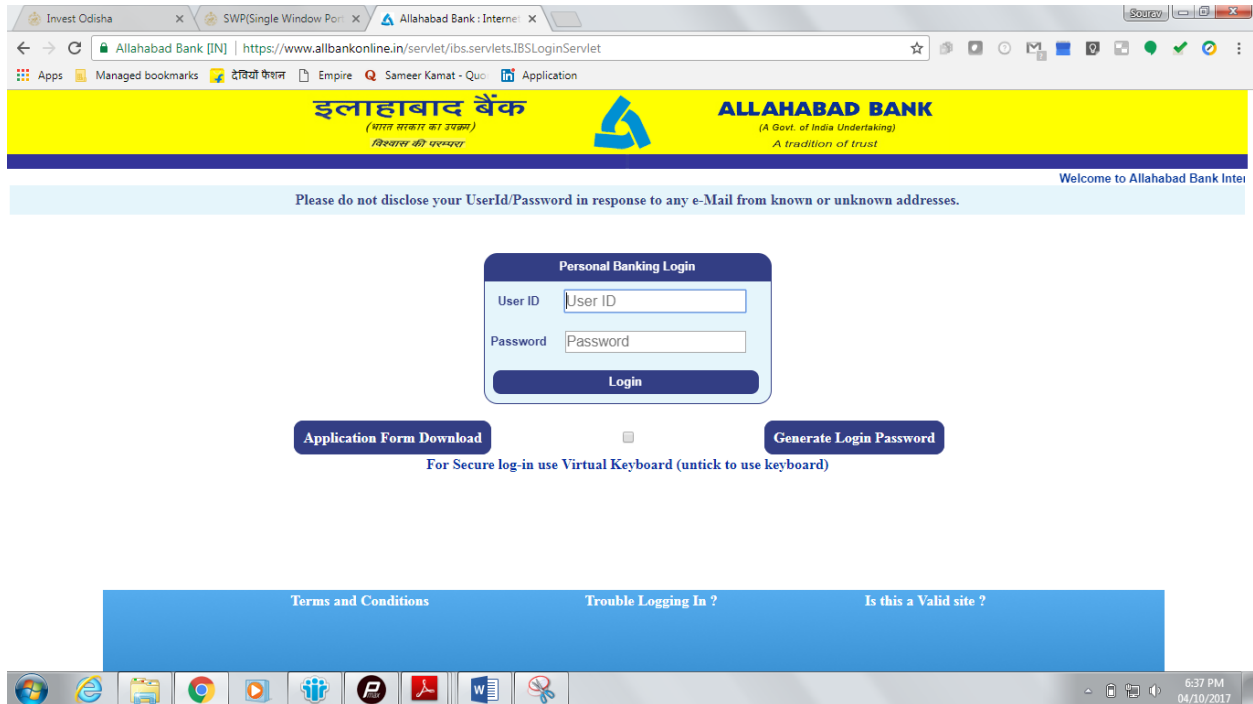 Invest Odisha
SWP(Single Window Por
Allahabad Bank : Internet
Sourav
Allahabad Bank [IN] https://www.allbankonline.in/servlet/ibs.servlets.IBSLoginServlet
Apps Managed bookmarks देवियों फैशन Empire Sameer Kamat - Quo Application
इलाहाबाद बैंक
(भारत सरकार का उपक्रम)
विश्वास की परम्परा
ALLAHABAD BANK
(A Govt. of India Undertaking)
A tradition of trust
Welcome to Allahabad Bank Inter
Please do not disclose your UserId/Password in response to any e-Mail from known or unknown addresses.
Personal Banking Login
User ID User ID
Password Password
Login
Application Form Download Generate Login Password
For Secure log-in use Virtual Keyboard (untick to use keyboard)
Terms and Conditions Trouble Logging In ? Is this a Valid site ?
6:37 PM
04/10/2017